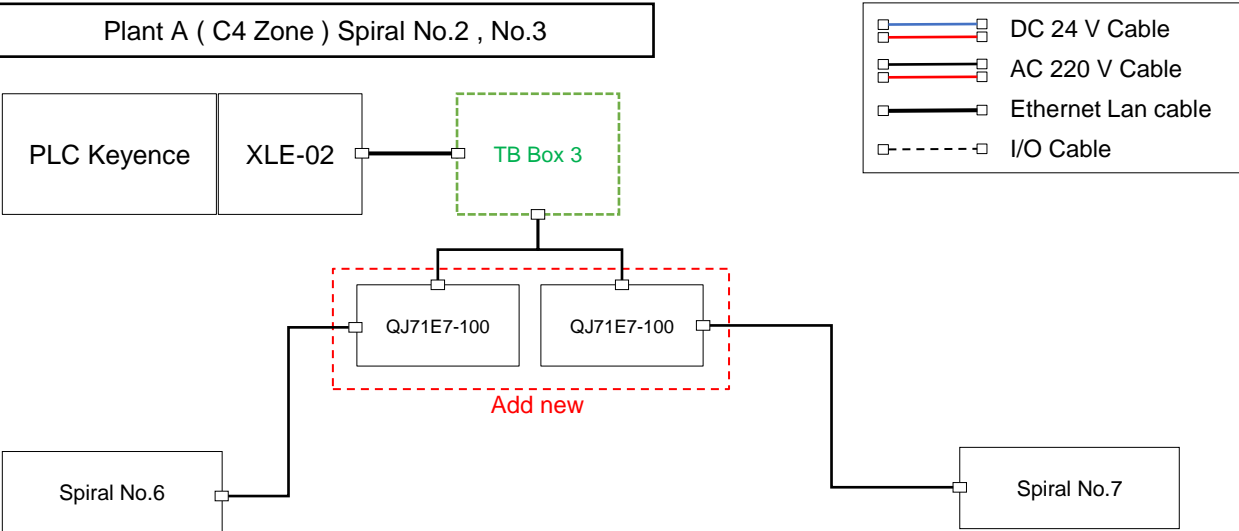 Plant A ( C4 Zone ) Spiral No.2 , No.3
DC 24 V Cable
AC 220 V Cable
Ethernet Lan cable
I/O Cable
PLC Keyence
XLE-02
TB Box 3
QJ71E7-100
QJ71E7-100
Add new
Spiral No.6
Spiral No.7